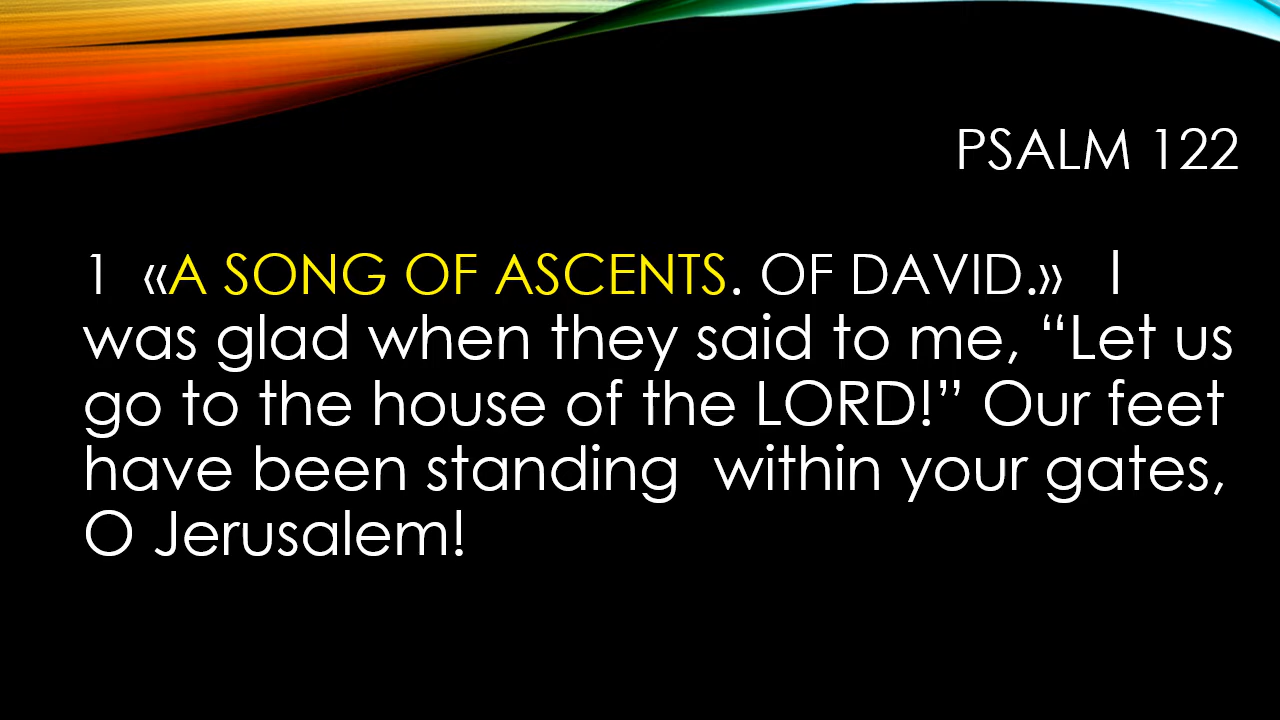 PSALM 122
1 «A SONG OF ASCENTS. OF DAVID.» I
was glad when they said to me, “Let us
go to the house of the LORD!” Our feet
have been standing within your gates,
O Jerusalem!